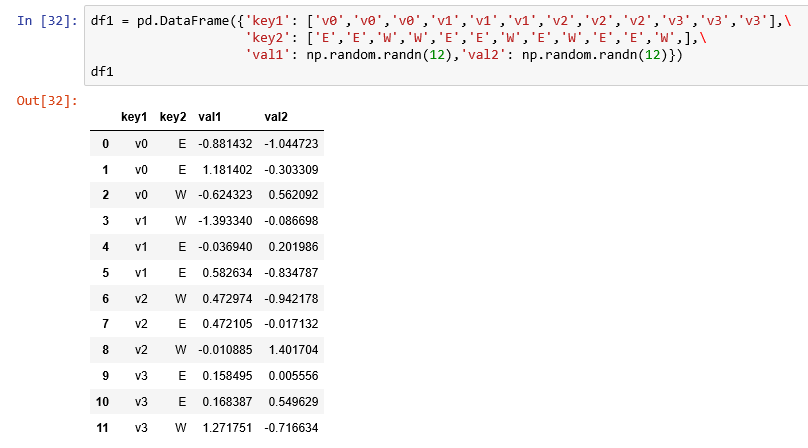 In [32]: df1 = pd.DataFrame({'key1': ['v0','v0','v0','v1','v1','v1','v2','v2','v2','v3','v3','v3'],\
'key2': ['E','E','W','W','E','E','W','E','W','E','E','W',],\
'val1': np.random.randn(12),'val2': np.random.randn(12)})
df1
Out[32]:
key1 key2 val1 val2
0 v0 E -0.881432 -1.044723
1 v0 E 1.181402 -0.303309
2 v0 W -0.624323 0.562092
3 v1 W -1.393340 -0.086698
4 v1 E -0.036940 0.201986
5 v1 E 0.582634 -0.834787
6 v2 W 0.472974 -0.942178
7 v2 E 0.472105 -0.017132
8 v2 W -0.010885 1.401704
9 v3 E 0.158495 0.005556
10 v3 E 0.168387 0.549629
11 v3 W 1.271751 -0.716634